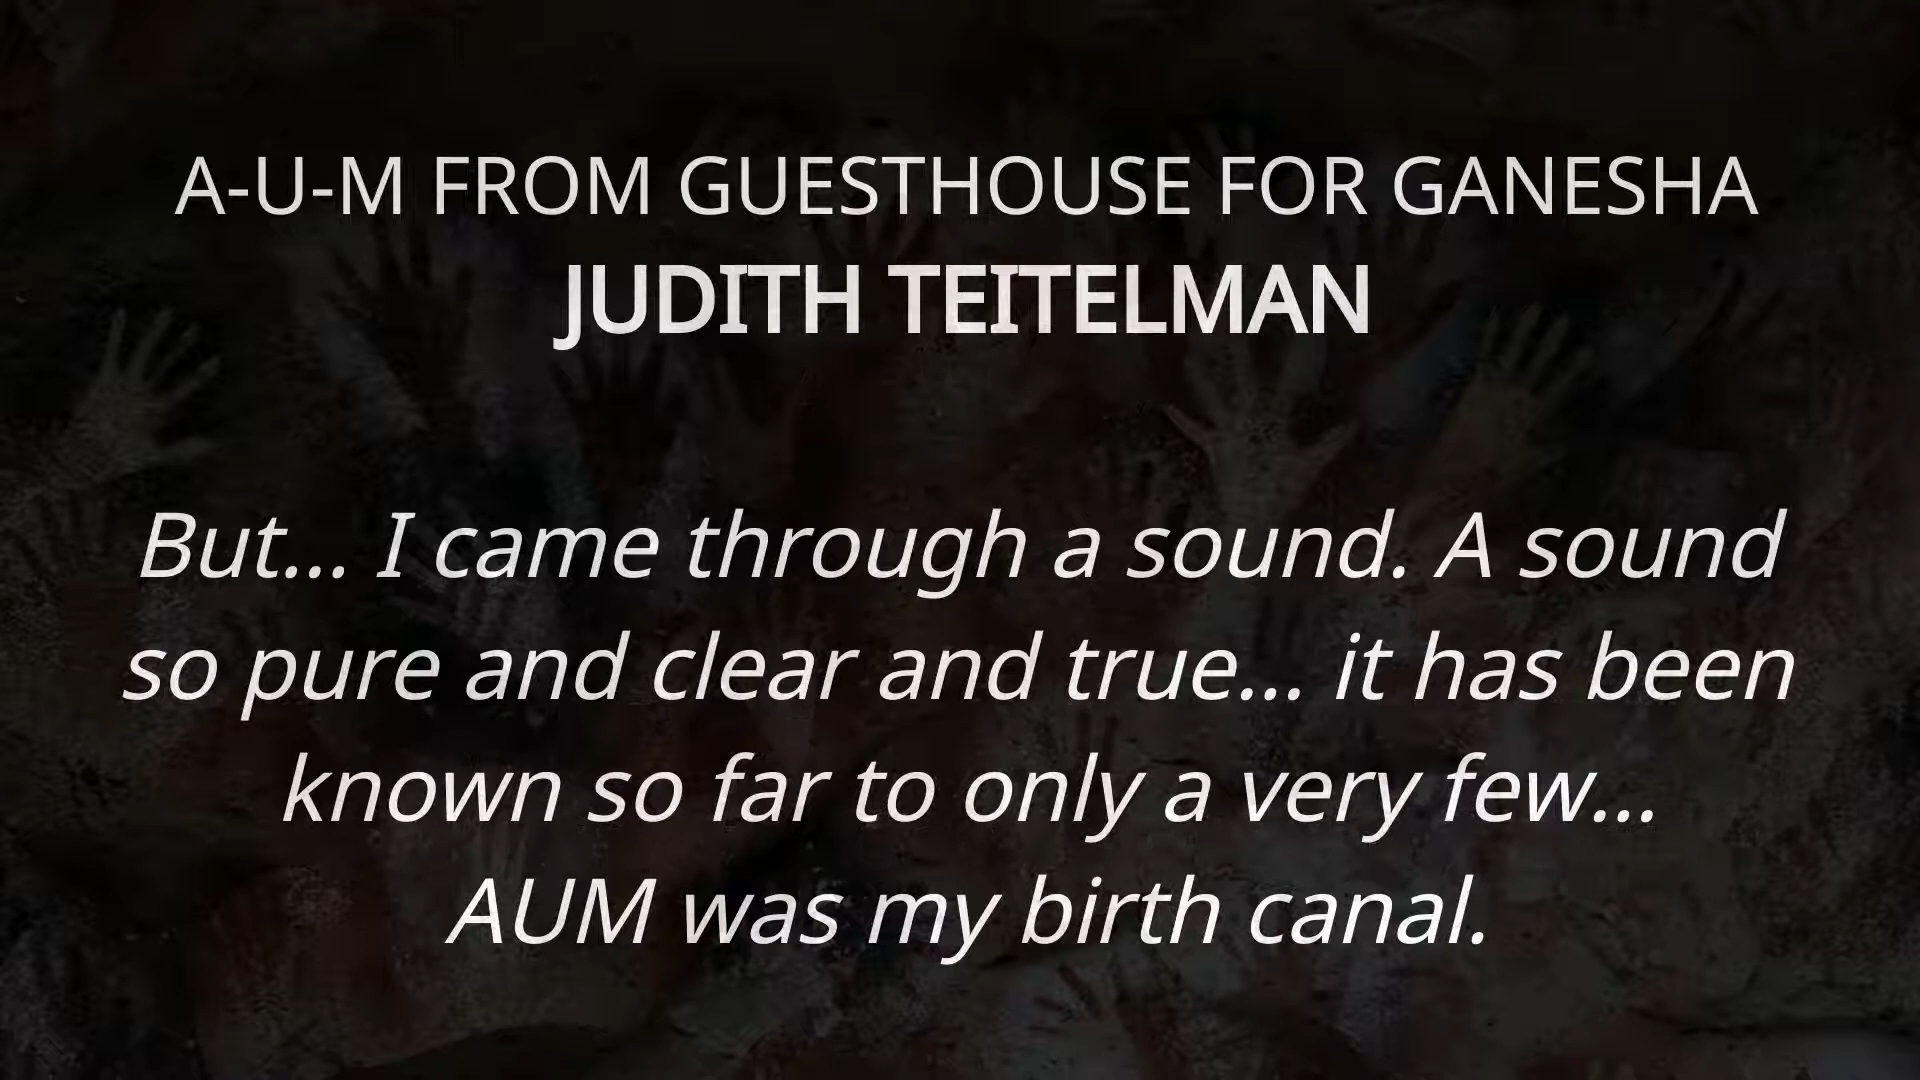 A-U-M FROM GUESTHOUSE FOR GANESHA
JUDITH TEITELMAN
But... I came through a sound. A sound
so pure and clear and true... it has been
known so far to only a very few...
AUM was my birth canal.